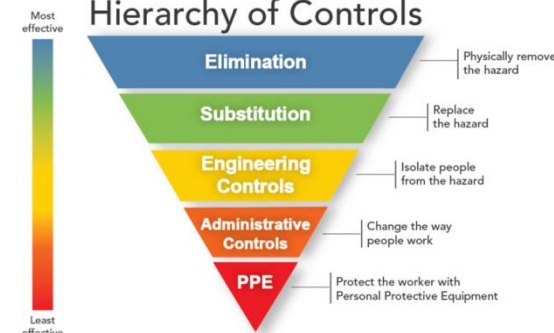 Hierarchy of Controls
Most
effective
Elimination
Physically remove
the hazard
Substitution
Replace
the hazard
Engineering
Controls
Isolate people
from the hazard
Administrative
Controls
Change the way
people work
PPE
Protect the worker with
Personal Protective Equipment
Least
effective